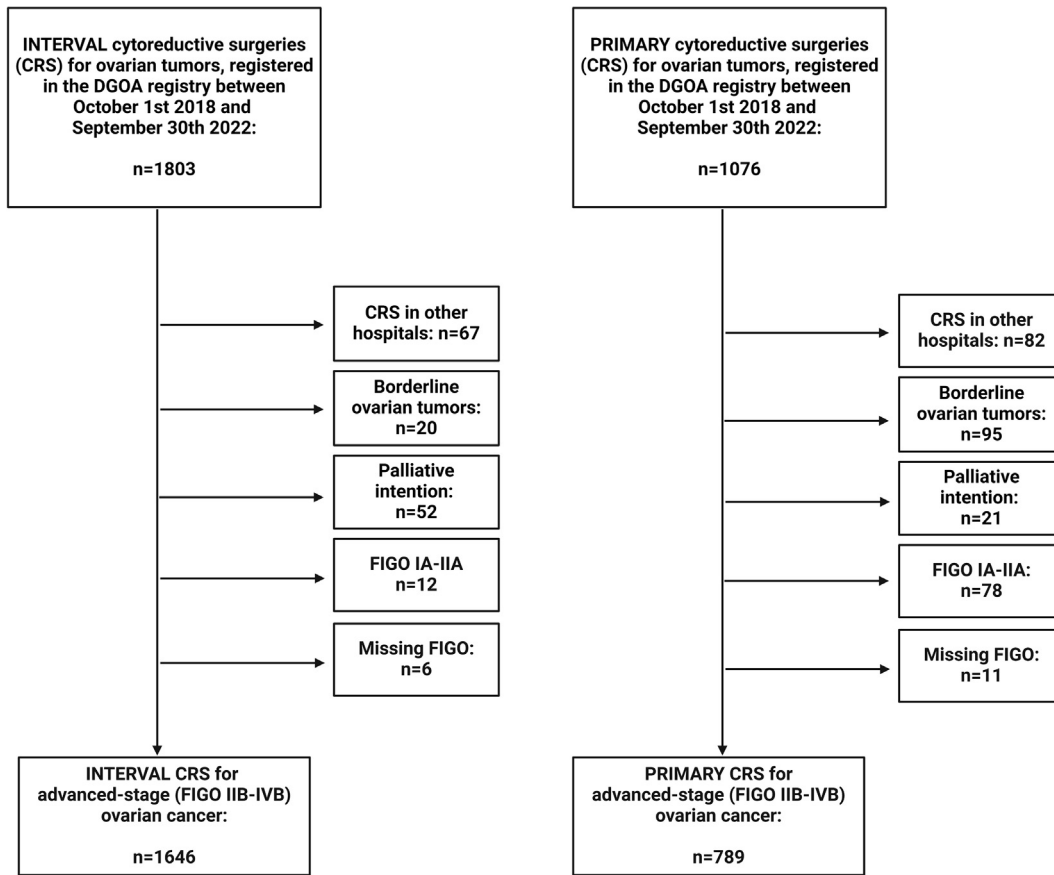 INTERVAL cytoreductive surgeries
(CRS) for ovarian tumors, registered
in the DGOA registry between
October 1st 2018 and
September 30th 2022:
n=1803
CRS in other
hospitals: n=67
Borderline
ovarian tumors:
n=20
Palliative
intention:
n=52
FIGO IA-IIA
n=12
Missing FIGO:
n=6
INTERVAL CRS for
advanced-stage (FIGO IIB-IVB)
ovarian cancer:
n=1646
PRIMARY cytoreductive surgeries
(CRS) for ovarian tumors, registered
in the DGOA registry between
October 1st 2018 and
September 30th 2022:
n=1076
CRS in other
hospitals: n=82
Borderline
ovarian tumors:
n=95
Palliative
intention:
n=21
FIGO IA-IIA:
n=78
Missing FIGO:
n=11
PRIMARY CRS for
advanced-stage (FIGO IIB-IVB)
ovarian cancer:
n=789